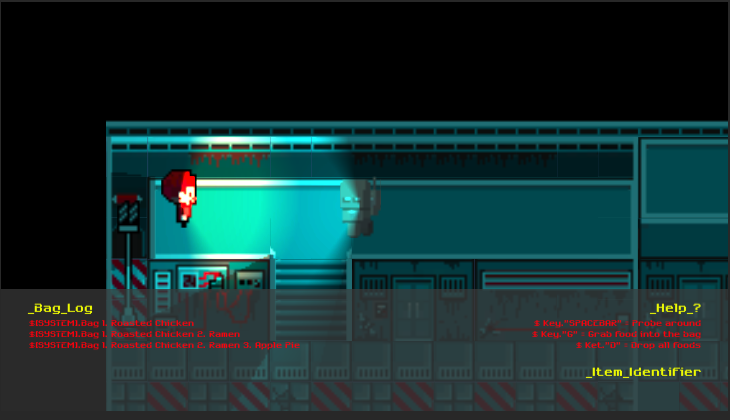 _Bag_Log
$[SYSTEM].Bag 1. Roasted Chicken
$[SYSTEM].Bag 1. Roasted Chicken 2. Ramen
$[SYSTEM].Bag 1. Roasted Chicken 2. Ramen 3. Apple Pie
_Help_?
$ Key."SPACEBAR" : Probe around
$ Key."G" : Grab food into the bag
: Drop all foods
_Item_Identifier